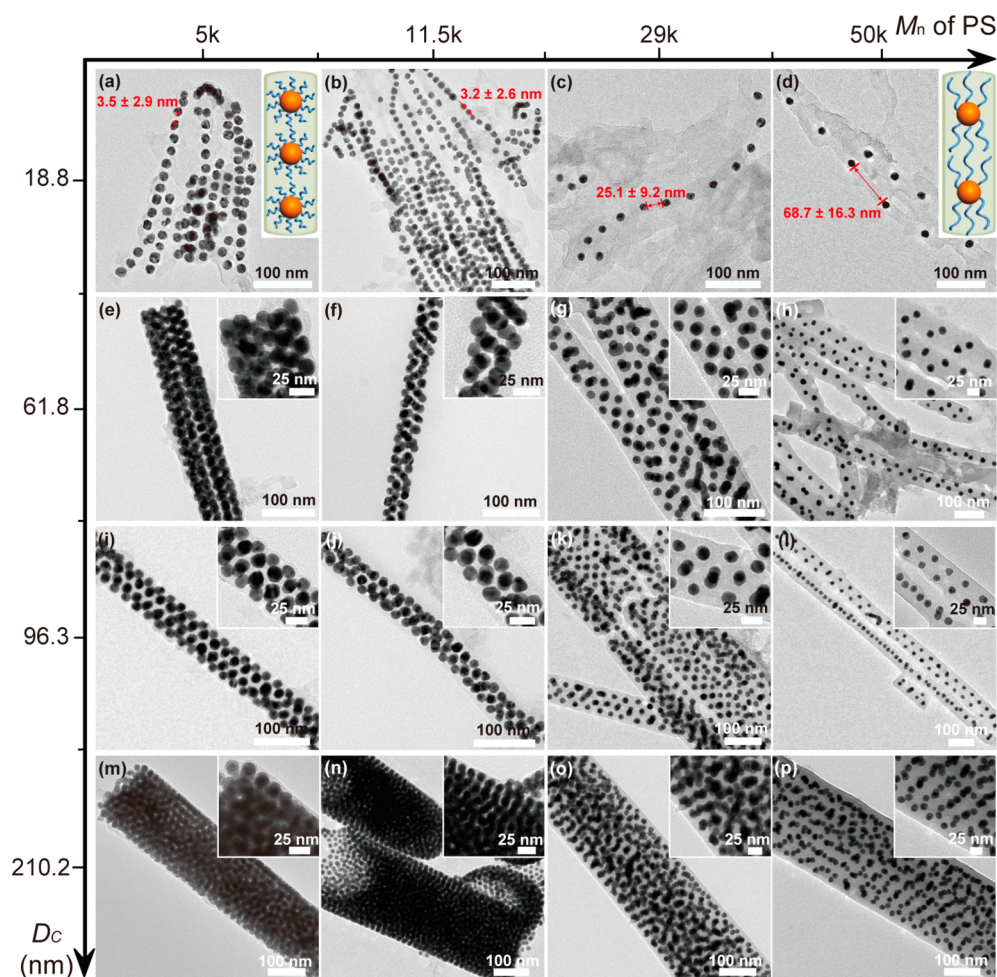 5k 11.5k 29k 50k Mn of PS
18.8
(a) 3.5 ± 2.9 nm 100 nm
(b) 3.2 ± 2.6 nm 100 nm
(c) 25.1 ± 9.2 nm 100 nm
(d) 68.7 ± 16.3 nm 100 nm
61.8
(e) 25 nm 100 nm
(f) 25 nm 100 nm
(g) 25 nm 100 nm
(h) 25 nm 100 nm
96.3
(i) 25 nm 100 nm
(j) 25 nm 100 nm
(k) 25 nm 100 nm
(l) 25 nm 100 nm
210.2
(m) 25 nm 100 nm
(n) 25 nm 100 nm
(o) 25 nm 100 nm
(p) 25 nm 100 nm
DC
(nm)